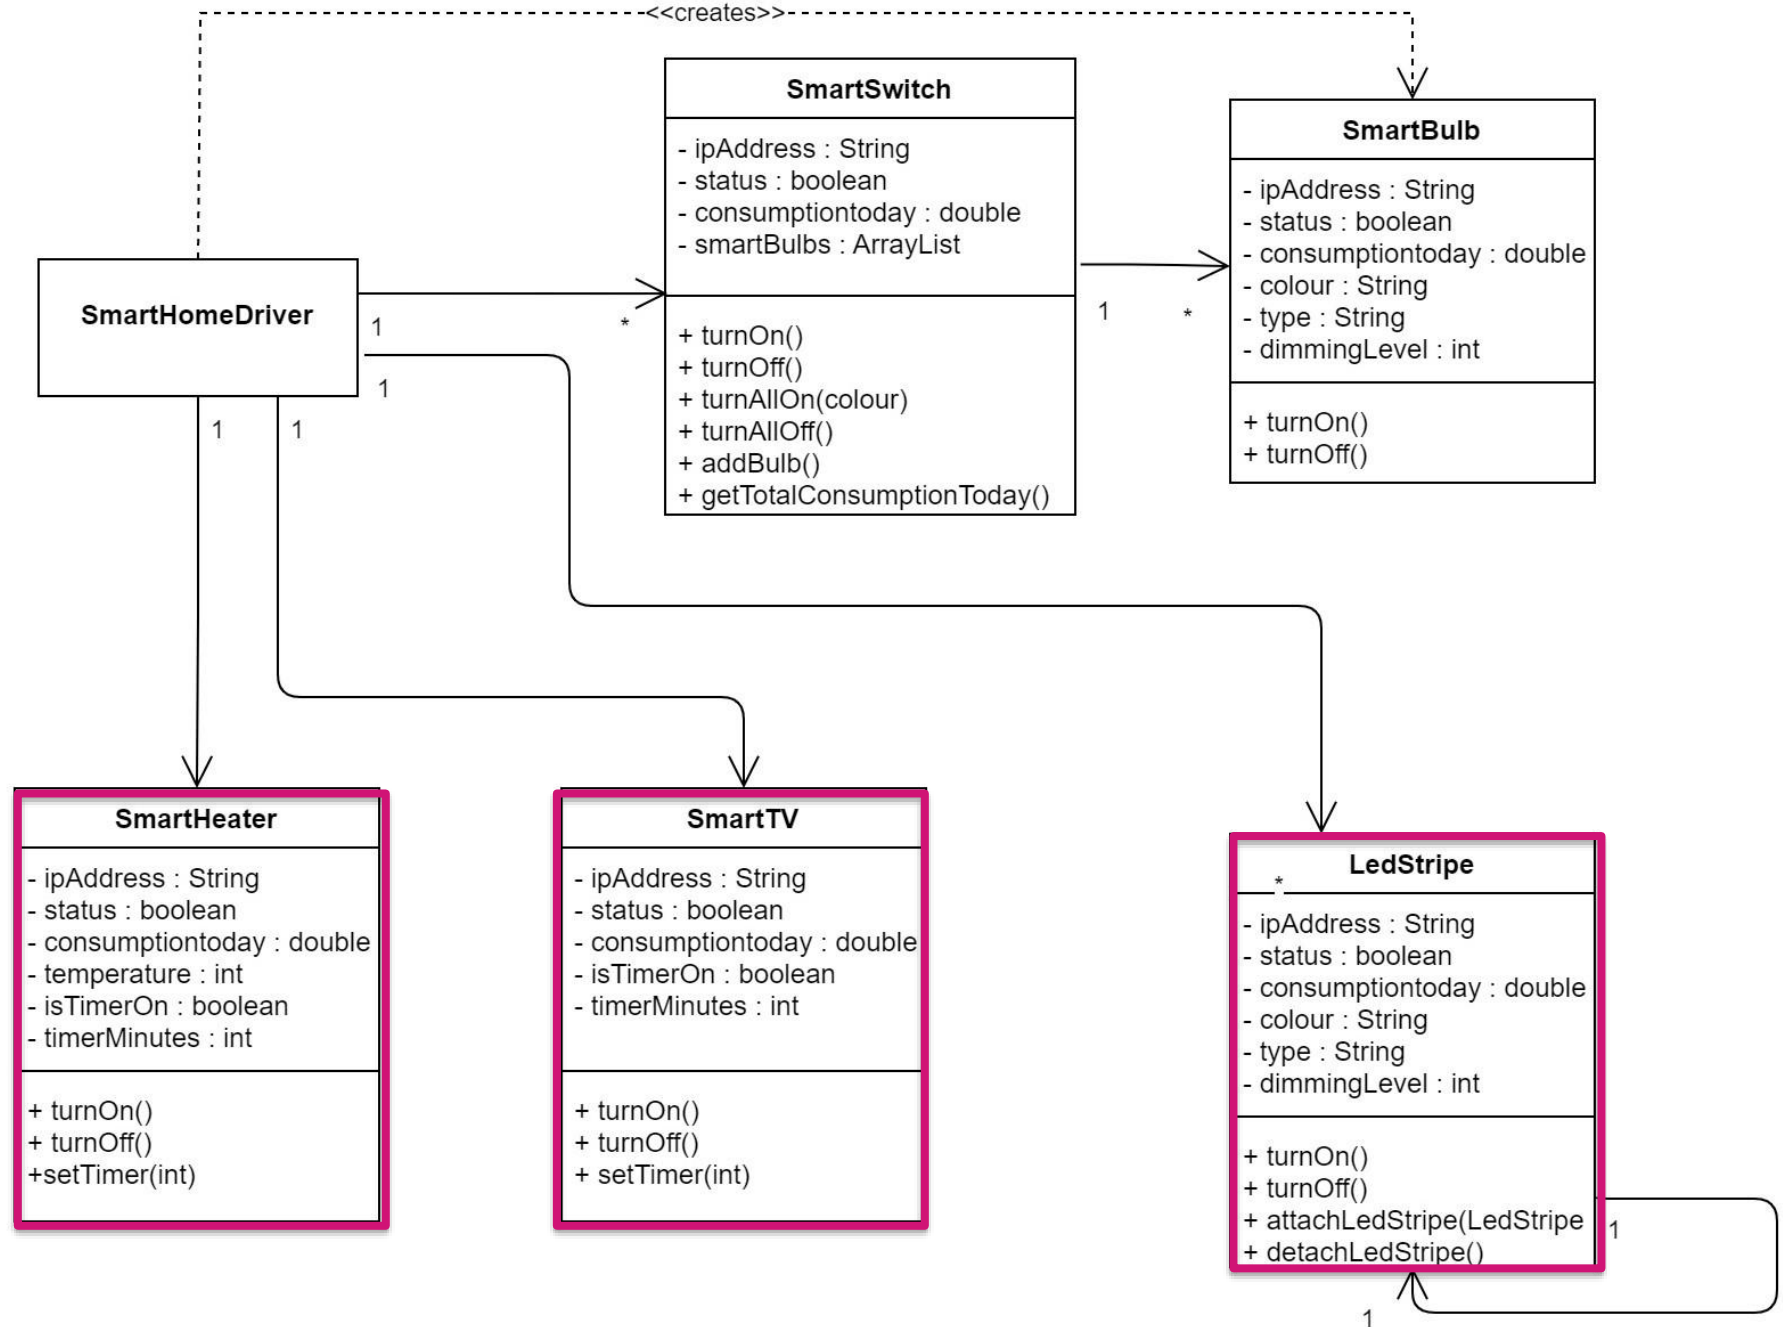 <<creates>>
SmartSwitch
- ipAddress : String
- status : boolean
- consumptiontoday : double
- smartBulbs : ArrayList
+ turnOn()
+ turnOff()
+ turnAllOn(colour)
+ turnAllOff()
+ addBulb()
+ getTotalConsumptionToday()
SmartBulb
- ipAddress : String
- status : boolean
- consumptiontoday : double
- colour : String
- type : String
- dimmingLevel : int
+ turnOn()
+ turnOff()
SmartHomeDriver
1
*
1
*
1
1
1
SmartHeater
- ipAddress : String
- status : boolean
- consumptiontoday : double
- temperature : int
- isTimerOn : boolean
- timerMinutes : int
+ turnOn()
+ turnOff()
+setTimer(int)
SmartTV
- ipAddress : String
- status : boolean
- consumptiontoday : double
- isTimerOn : boolean
- timerMinutes : int
+ turnOn()
+ turnOff()
+ setTimer(int)
LedStripe
*
- ipAddress : String
- status : boolean
- consumptiontoday : double
- colour : String
- type : String
- dimmingLevel : int
+ turnOn()
+ turnOff()
+ attachLedStripe(LedStripe
+ detachLedStripe()
1
1